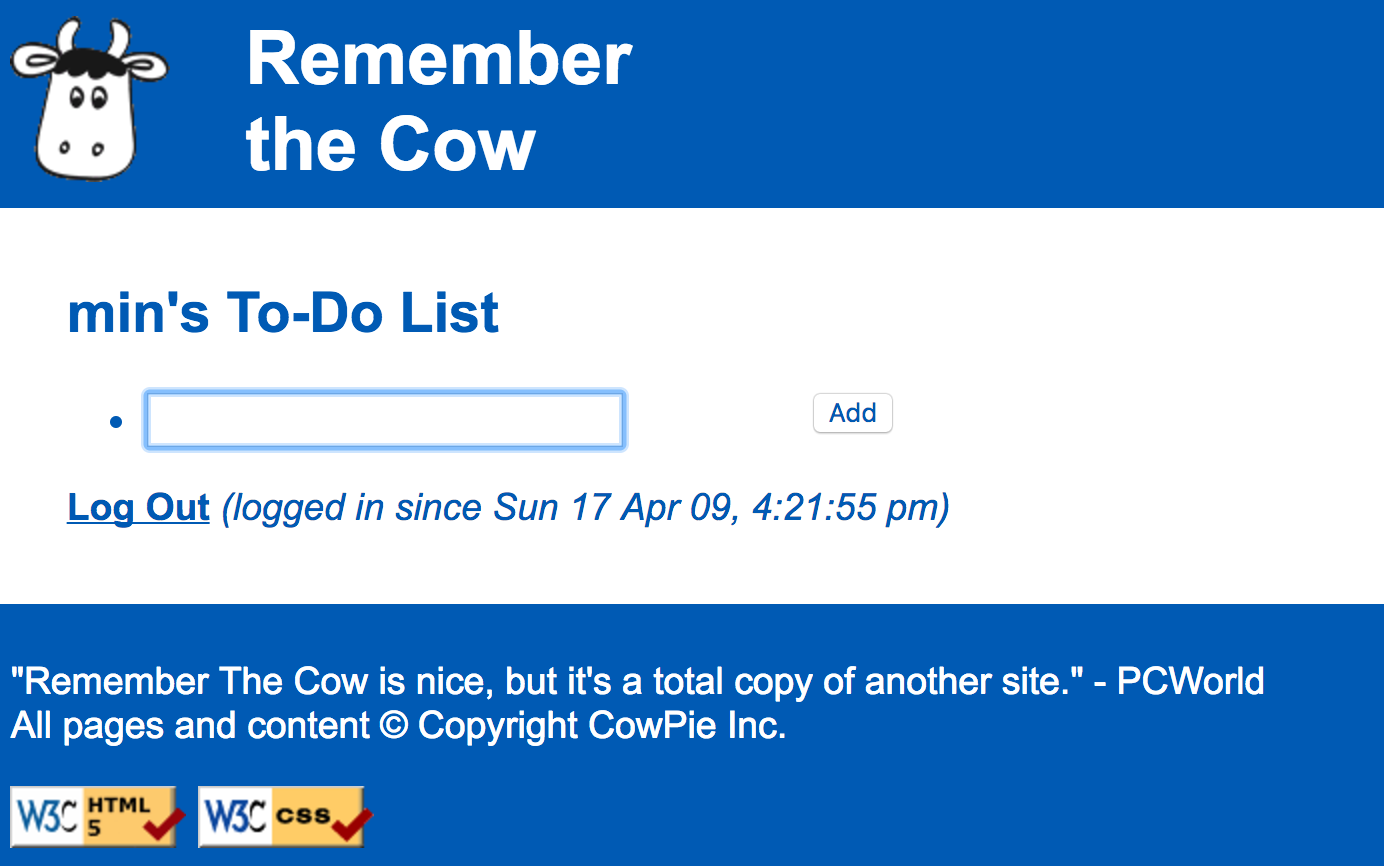 Remember
the Cow
min's To-Do List
Add
Log Out (logged in since Sun 17 Apr 09, 4:21:55 pm)
"Remember The Cow is nice, but it's a total copy of another site." - PCWorld
All pages and content © Copyright CowPie Inc.
W3C HTML 5
W3C css